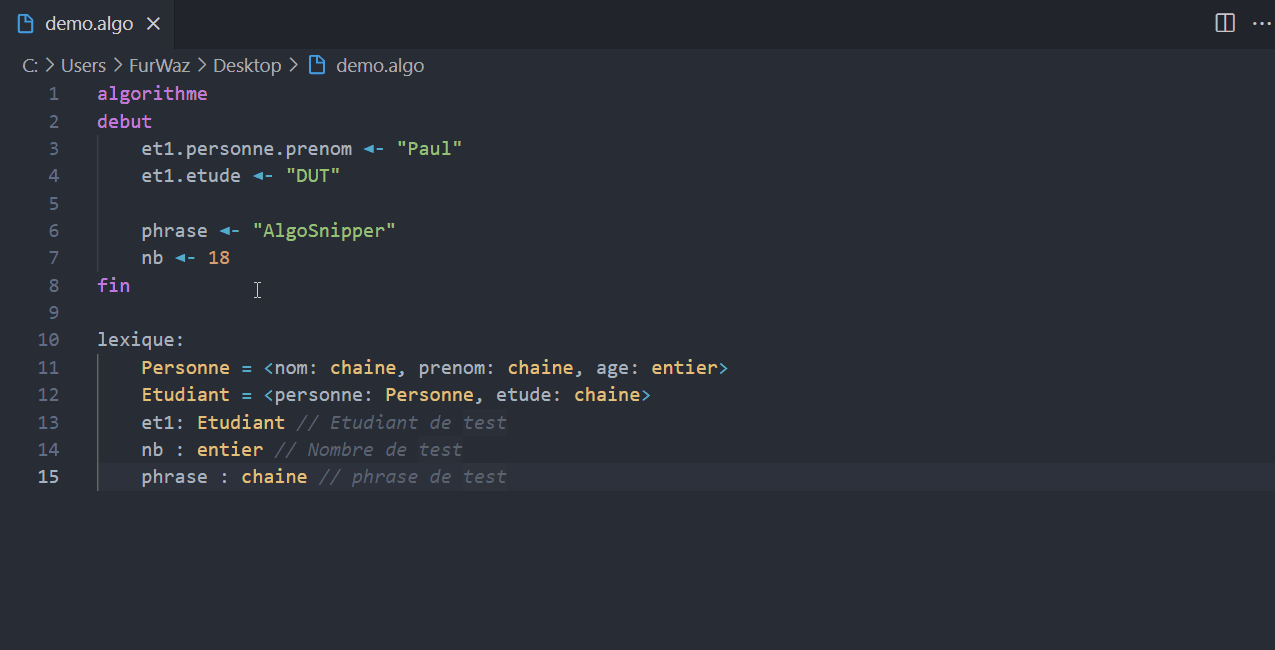 demo.algo
C: > Users > FurWaz > Desktop > demo.algo
1 algorithme
2 debut
3 et1.personne.prenom <- "Paul"
4 et1.etude <- "DUT"
5
6 phrase <- "AlgoSnipper"
7 nb <- 18
8 fin
9
10 lexique:
11 Personne = <nom: chaine, prenom: chaine, age: entier>
12 Etudiant = <personne: Personne, etude: chaine>
13 et1: Etudiant // Etudiant de test
14 nb : entier // Nombre de test
15 phrase : chaine // phrase de test